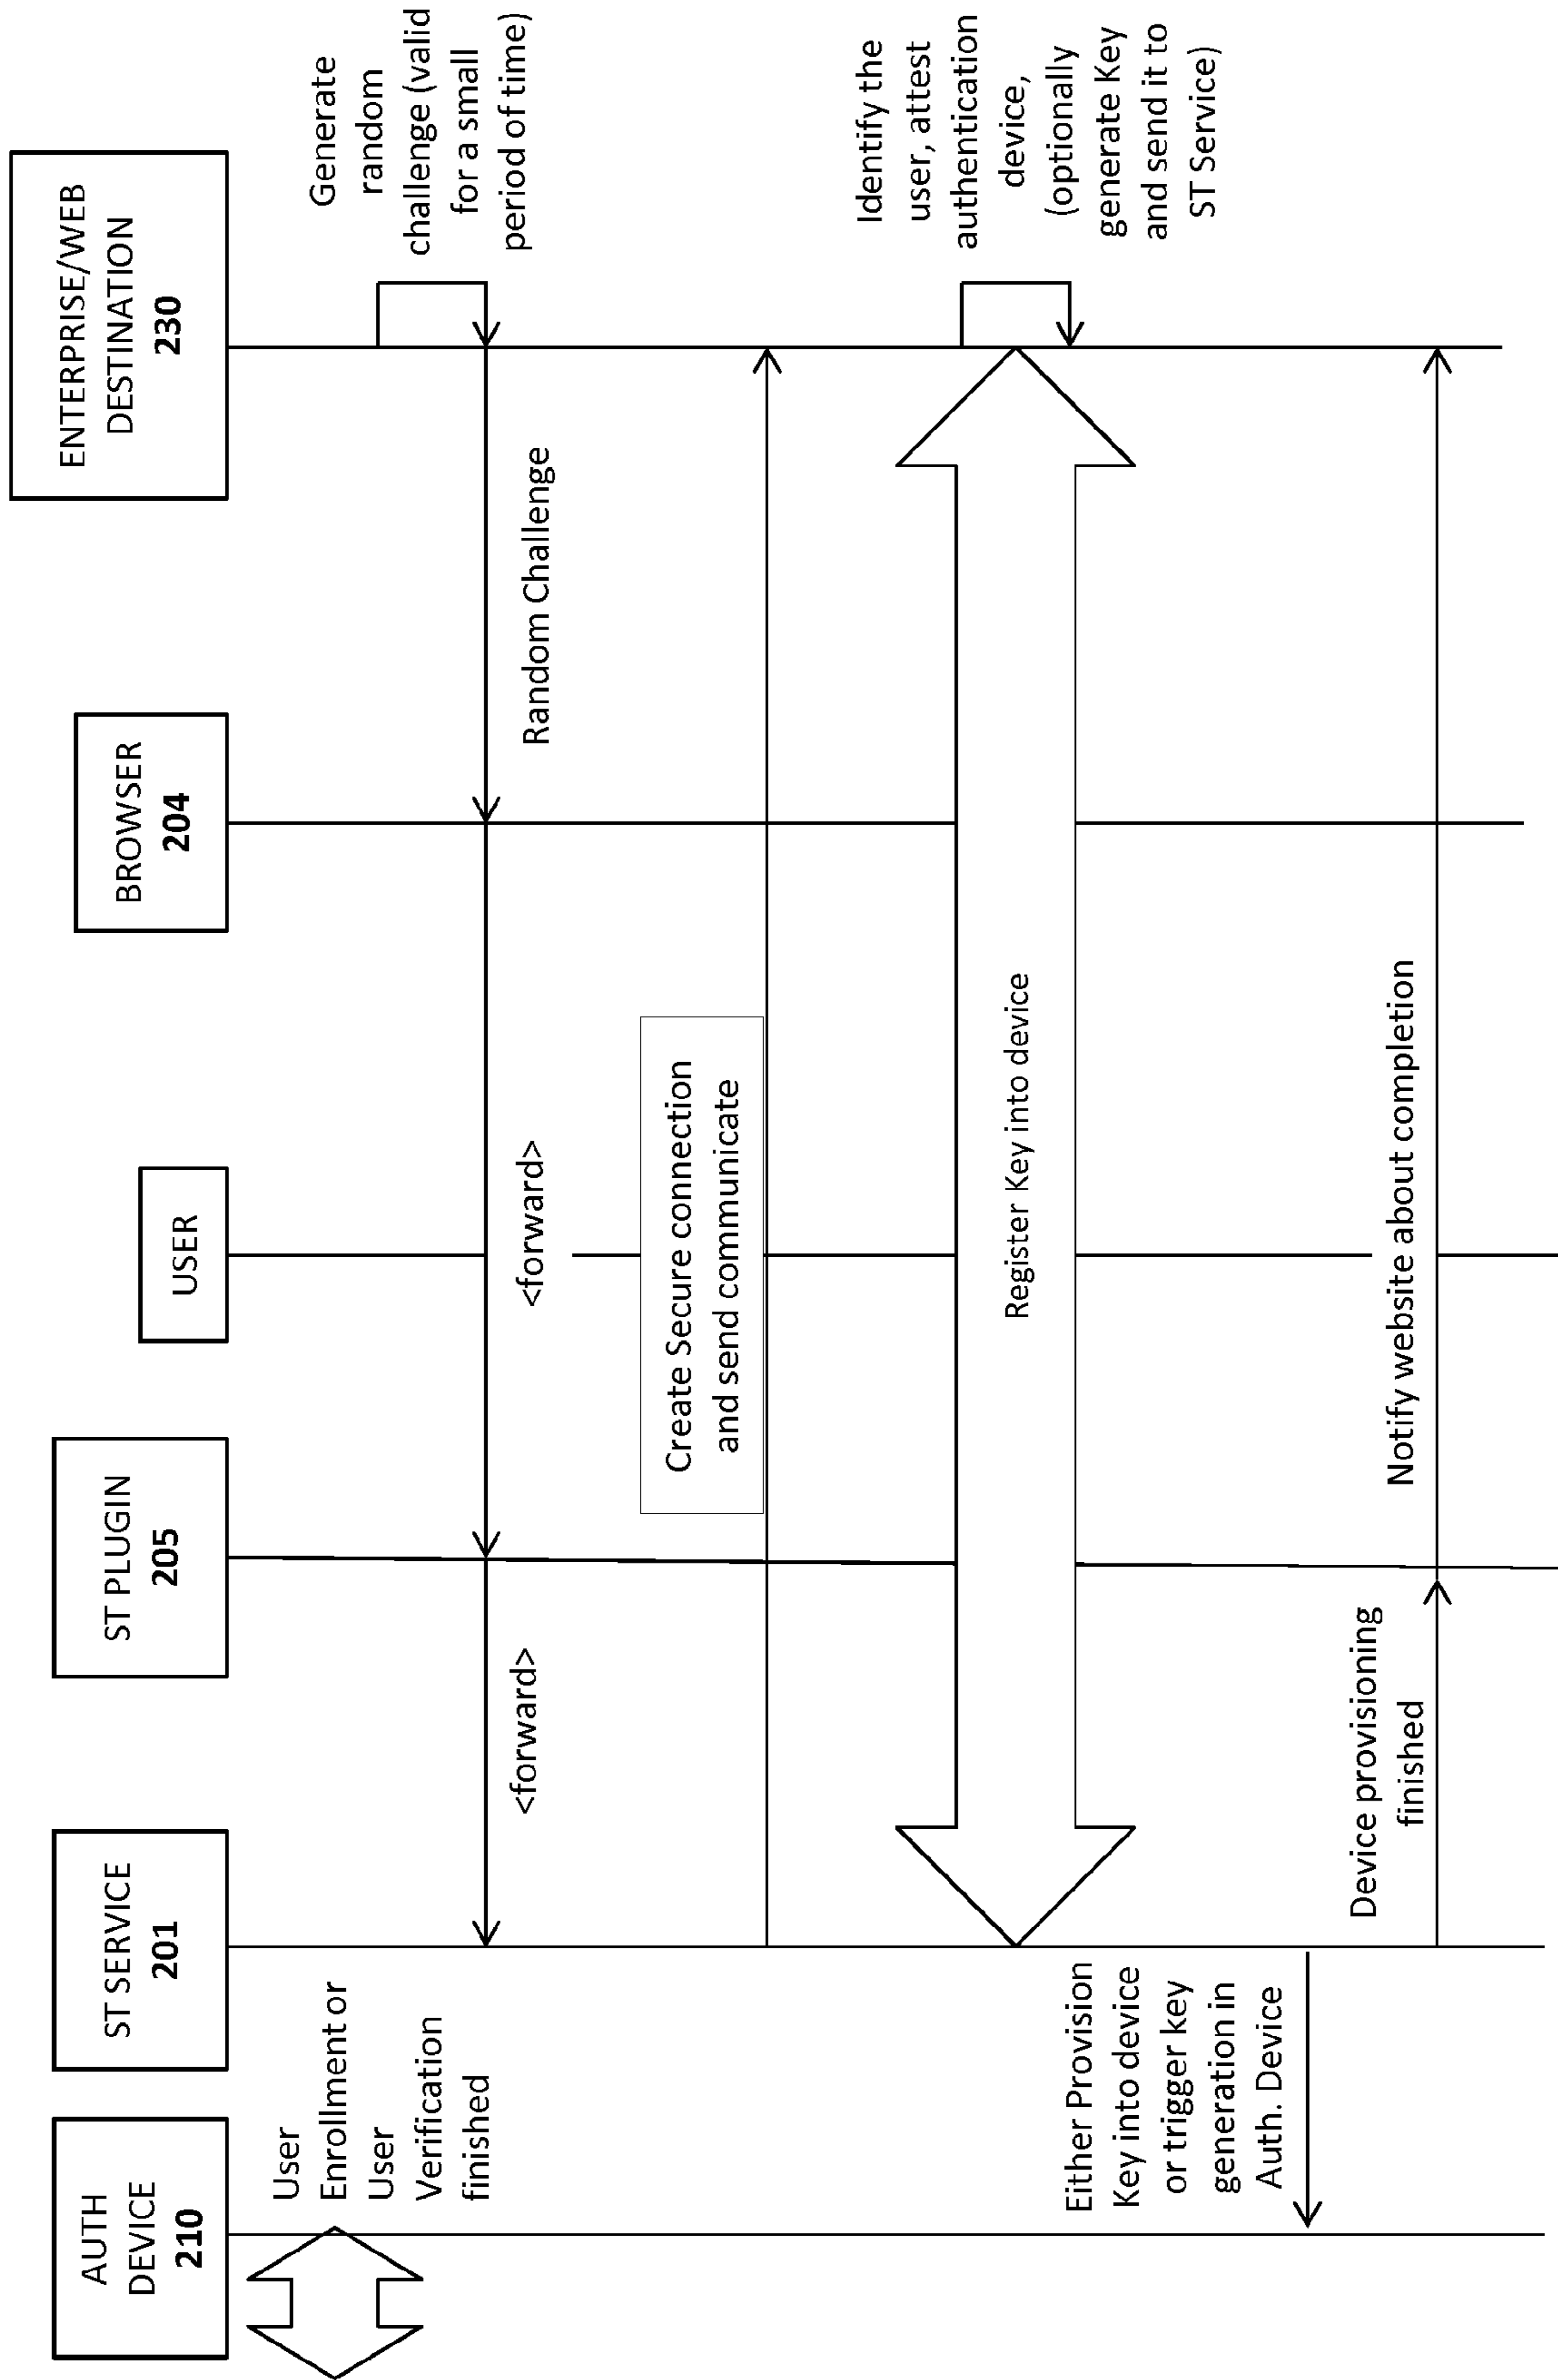 AUTH
DEVICE
210
ST SERVICE
201
ST PLUGIN
205
USER
BROWSER
204
ENTERPRISE/WEB
DESTINATION
230
User
Enrollment or
User
Verification
finished
Generate
random
challenge (valid
for a small
period of time)
Random Challenge
<forward>
<forward>
Create Secure connection
and send communicate
Identify the
user, attest
authentication
device,
(optionally
generate Key
and send it to
ST Service)
Register Key into device
Either Provision
Key into device
or trigger key
generation in
Auth. Device
Device provisioning
finished
Notify website about completion